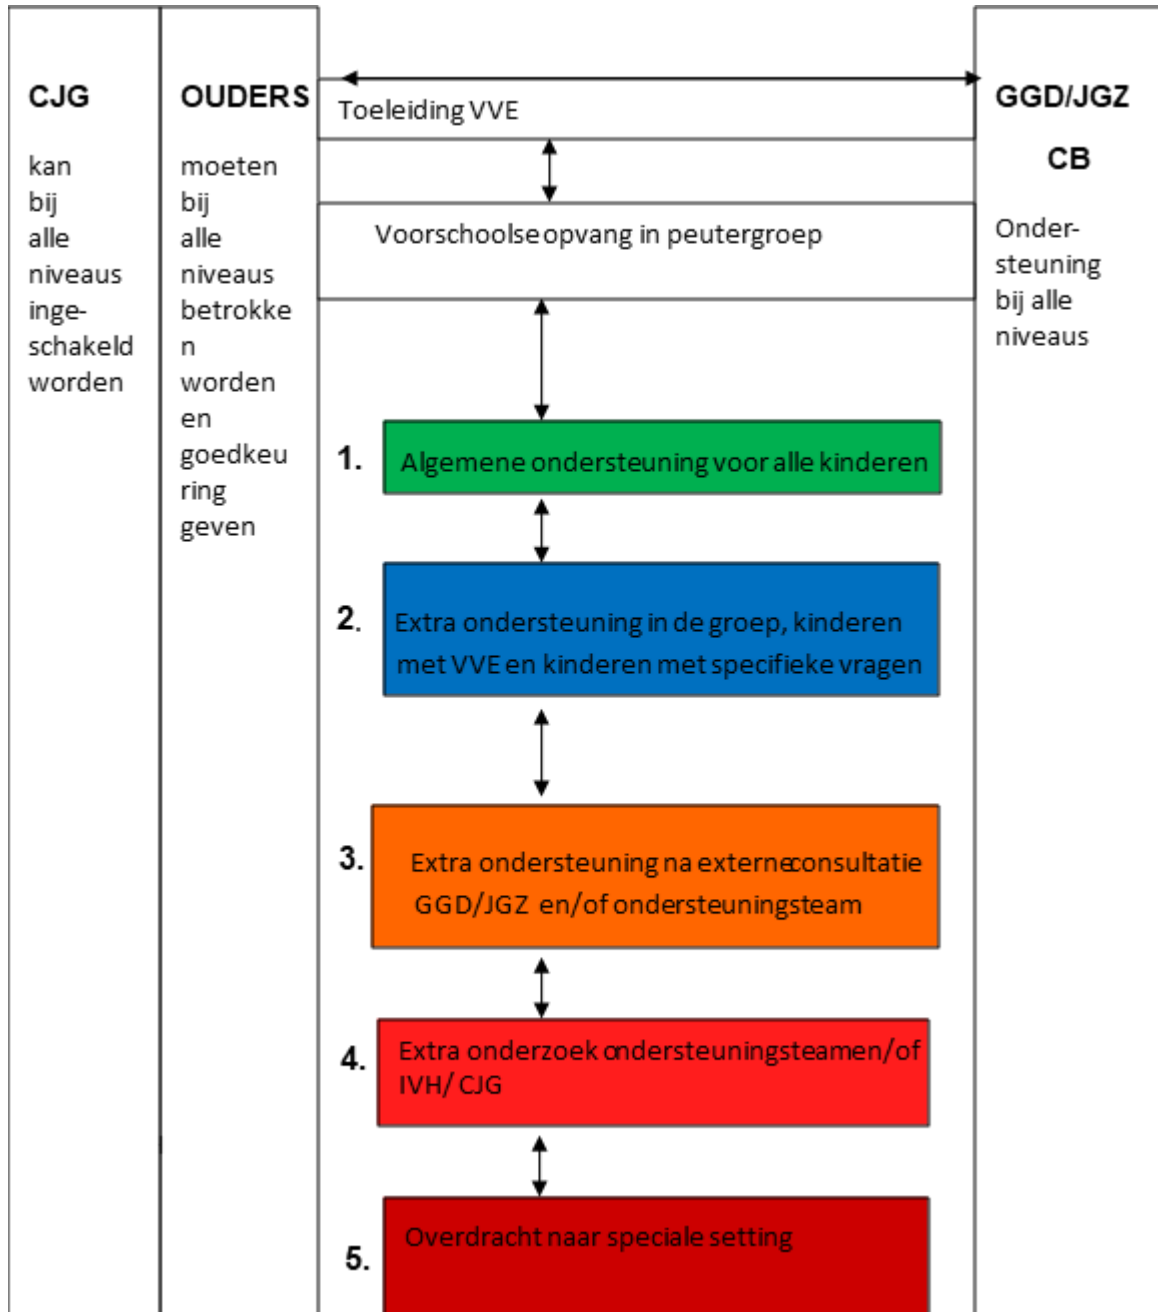 CJG
kan
bij
alle
niveaus
inge-
schakeld
worden
OUDERS
moeten
bij
alle
niveaus
betrokke
n
worden
en
goedkeu
ring
geven
Toeleiding VVE
Voorschoolse opvang in peutergroep
1.
Algemene ondersteuning voor alle kinderen
2.
Extra ondersteuning in de groep, kinderen
met VVE en kinderen met specifieke vragen
3.
Extra ondersteuning na externe consultatie
GGD/JGZ en/of ondersteuningsteam
4.
Extra onderzoek ondersteuningsteam en/of
IVH/ CJG
5.
Overdracht naar speciale setting
GGD/JGZ
CB
Onder-
steuning
bij alle
niveaus